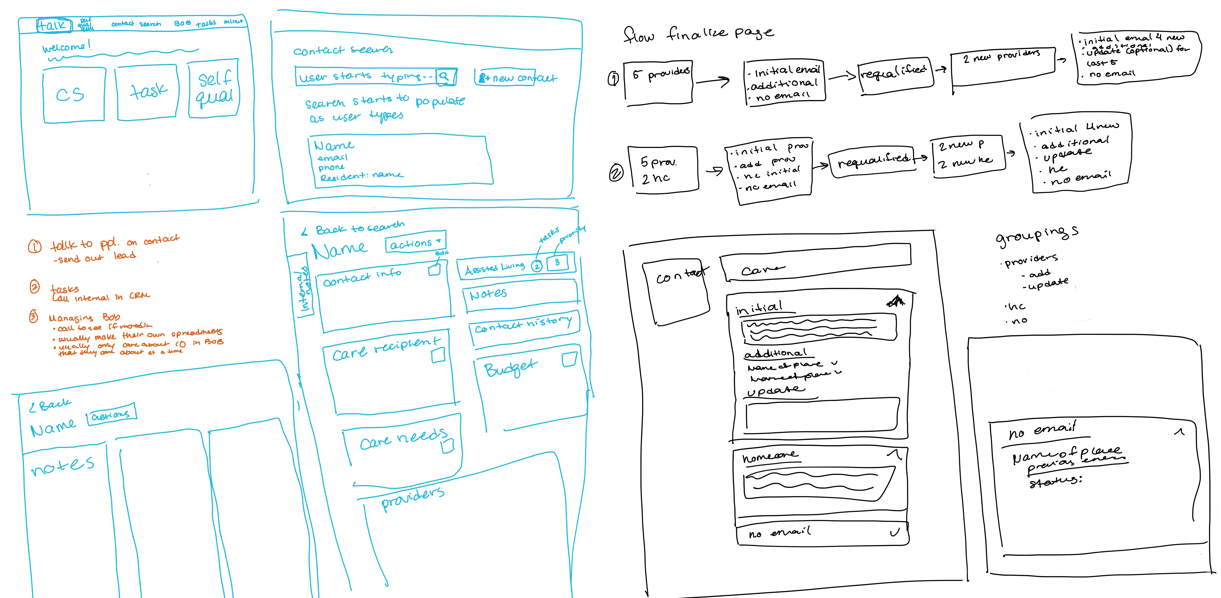 talk
self
qual
contact search
BOB
tasks
welcome!
CS
task
self
qual
contact search
user starts typing--
+ new contact
search starts to populate
as user types
Name
email
phone
Resident: name
① talk to ppl. on contact
-send out lead
② tasks
call internal in CRM
③ Managing Bob
• call to see if movedin
• usually make their own spreadsheets
• usually only care about 10 in BOB
that they care about at a time
< Back
Name
actions
notes
< Back to search
Name
actions
Internal
notes
contact info
edit
tasks
priority
Assisted Living
2
3
Notes
Contact history
care recipient
Budget
care needs
providers
flow finalize page
①
5 providers
• initial email
• additional
• no email
requalified
2 new providers
• initial email 4 new
• additional
• update (optional) for
last 5
• no email
②
5 prov.
2 hc
• initial prov
• add prov
• hc initial
• no email
requalified
2 new p
2 new hc
• initial 4 new
• additional
• update
• hc
• no email
contact
care
initial
additional
name of place
name of place
update
homecare
no email
groupings
• providers
- add
- update
• hc
• no
no email
Name of place
previous emails
status: